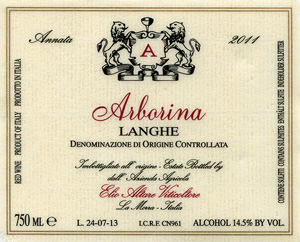 Annata
2011
A
Arborina
LANGHE
DENOMINAZIONE DI ORIGINE CONTROLLATA
Imbottigliato all' origine - Estate Bottled by
dall' Azienda Agricola
Elio Altare Viticoltore
La Morra - Italia
750 ML e
L. 24-07-13
I.C.R.F. CN961
ALCOHOL 14.5% BY VOL
RED WINE PRODUCT OF ITALY PRODOTTO IN ITALIA
CONTIENE SOLFITI CONTAINS SULPHITES ENTHÄLT SULFITE INDEHOLDER SULFITTER